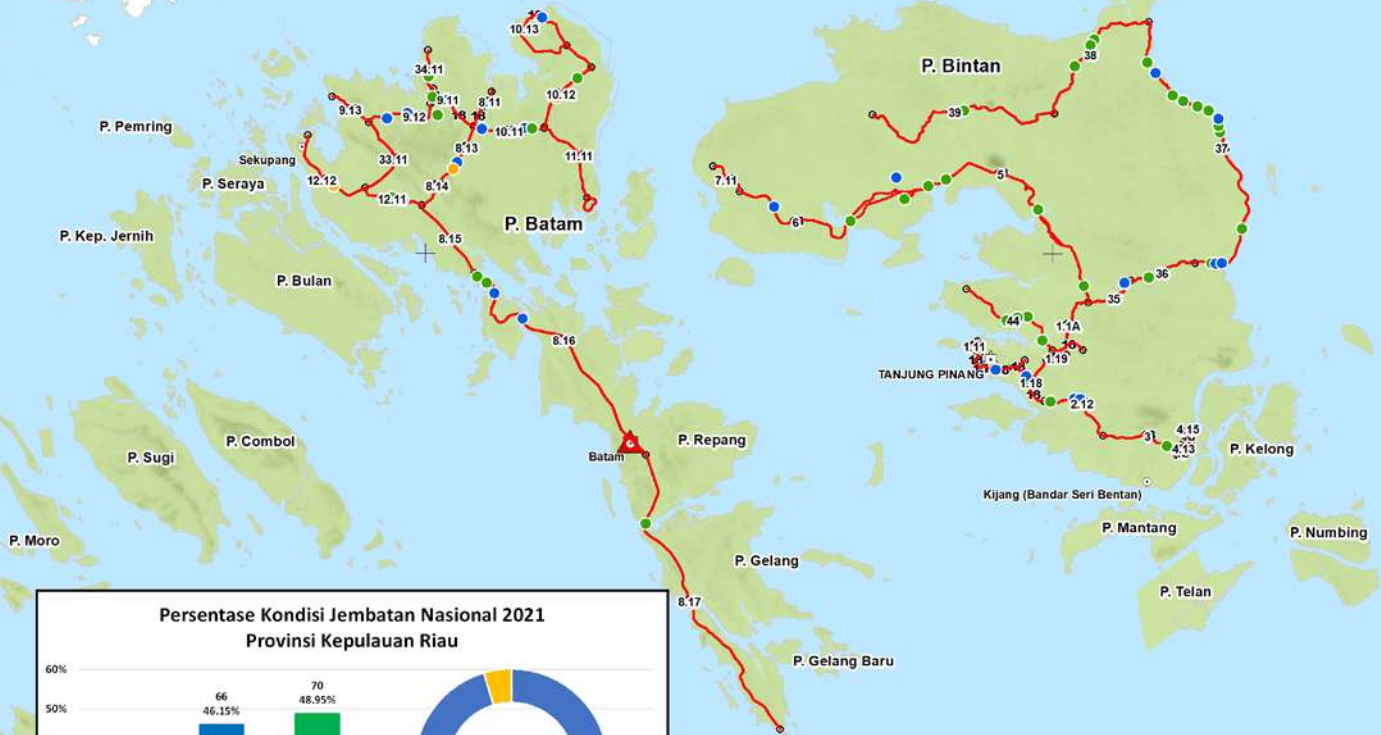 10.13
P. Bintan
38
34.11
9.13
9.11
8.11
10.12
9.12
39
P. Pemring
10.11
37
Sekupang
8.13
33.11
11.11
P. Seraya
12.12
8.14
7.11
5
12.11
P. Batam
6
P. Kep. Jernih
8.15
P. Bulan
36
35
44
1.1A
8.16
1.11
1.19
TANJUNG PINANG
1.18
2.12
P. Combol
P. Sugi
P. Repang
Batam
3
4.15
4.13
P. Kelong
Kijang (Bandar Seri Bentan)
P. Moro
P. Mantang
P. Numbing
P. Gelang
P. Telan
8.17
P. Gelang Baru
Persentase Kondisi Jembatan Nasional 2021
Provinsi Kepulauan Riau
60%
50%
66
46.15%
70
48.95%